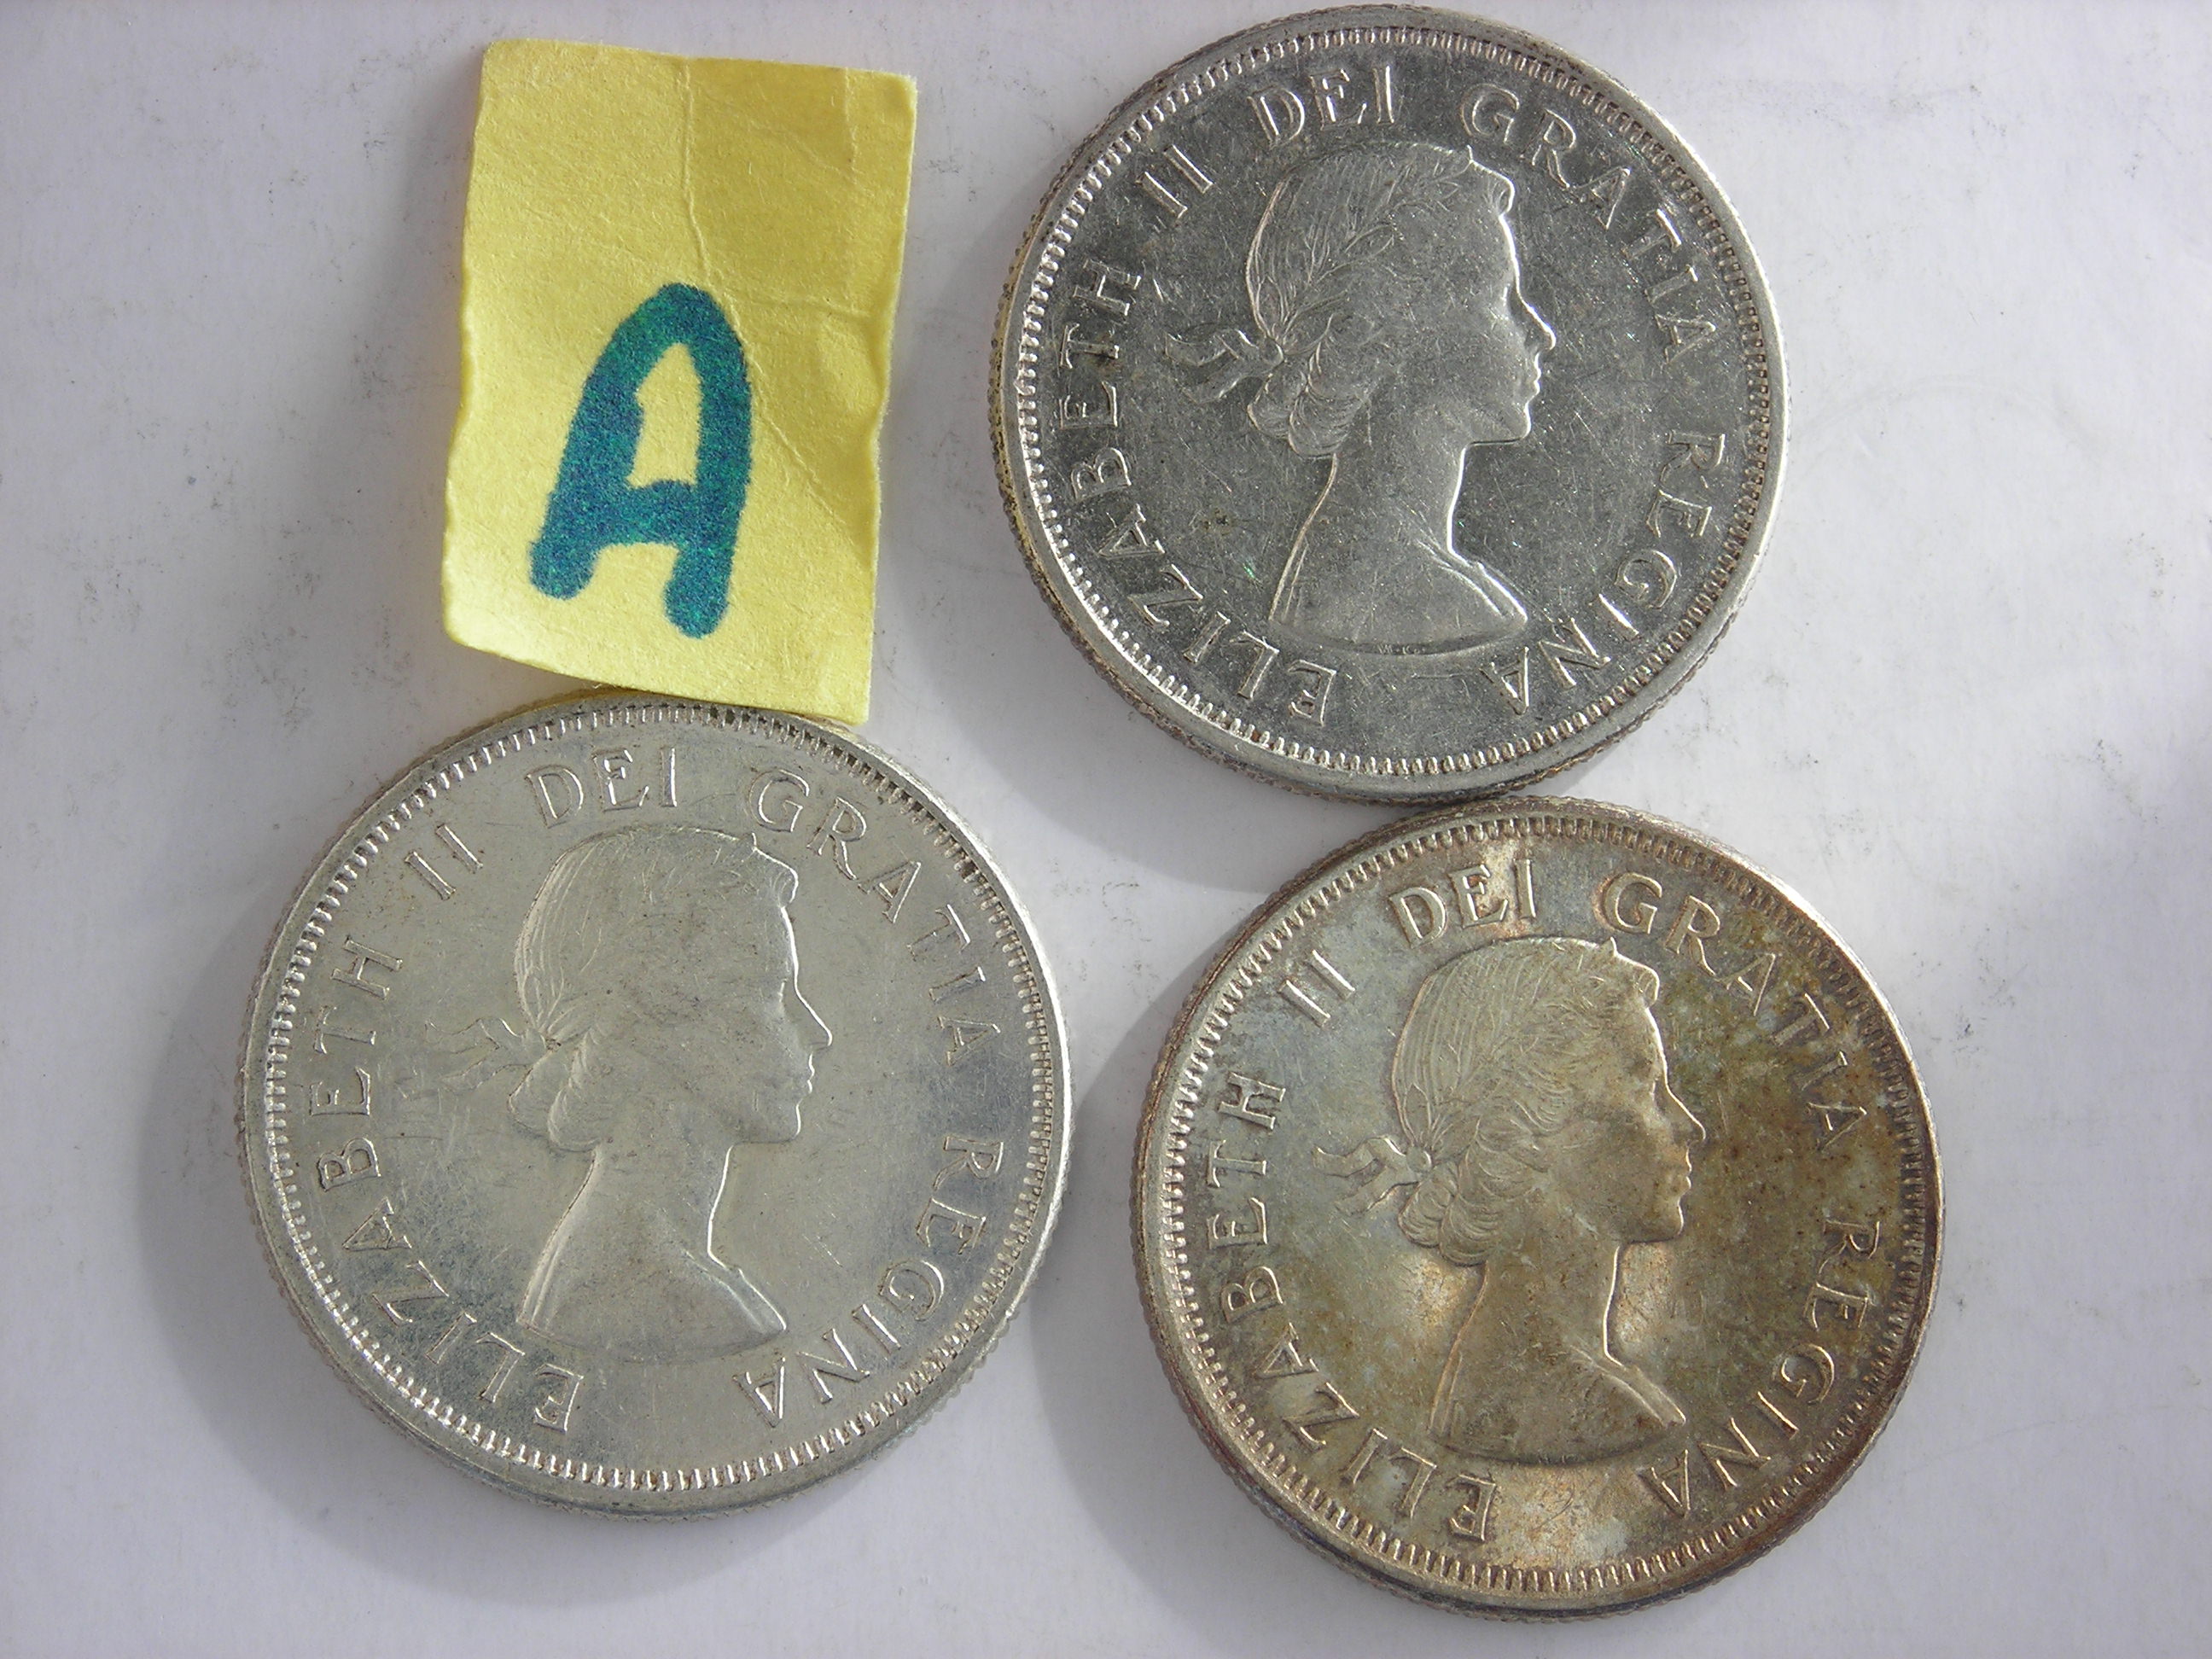 A
ELIZABETH II DEI GRATIA REGINA
ELIZABETH II DEI GRATIA REGINA
ELIZABETH II DEI GRATIA REGINA